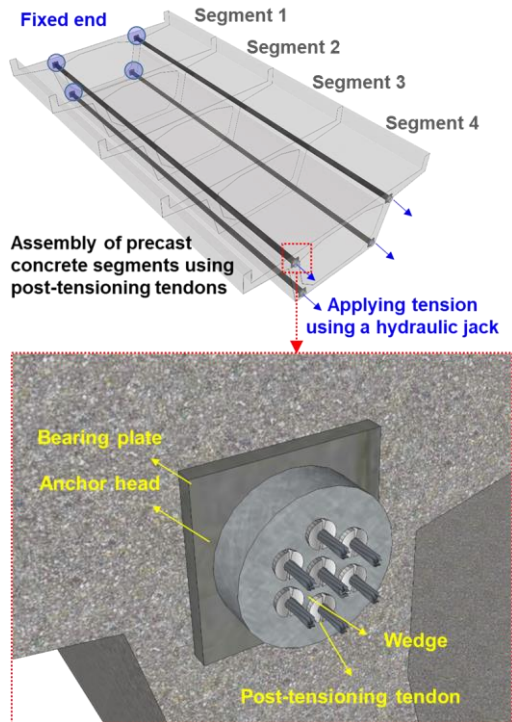 Fixed end
Segment 1
Segment 2
Segment 3
Segment 4
Assembly of precast
concrete segments using
post-tensioning tendons
Applying tension
using a hydraulic jack
Bearing plate
Anchor head
Wedge
Post-tensioning tendon